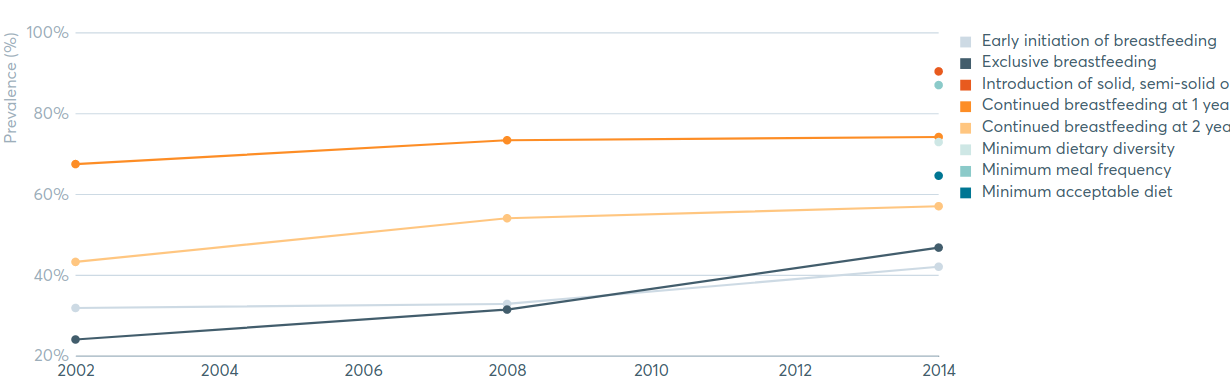 Prevalence (%)
100%
80%
60%
40%
20%
2002 2004 2006 2008 2010 2012 2014
Early initiation of breastfeeding
Exclusive breastfeeding
Introduction of solid, semi-solid o
Continued breastfeeding at 1 yea
Continued breastfeeding at 2 yea
Minimum dietary diversity
Minimum meal frequency
Minimum acceptable diet